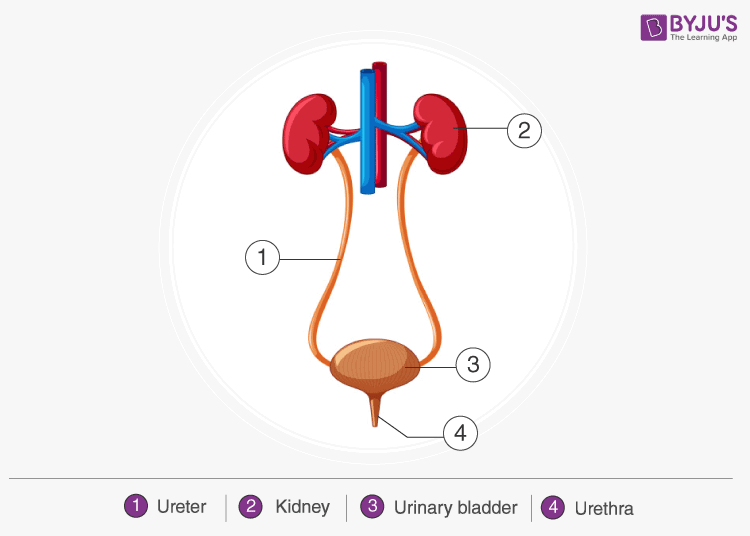 BYJU'S
The Learning App
2
1
3
4
1 Ureter
2 Kidney
3 Urinary bladder
4 Urethra